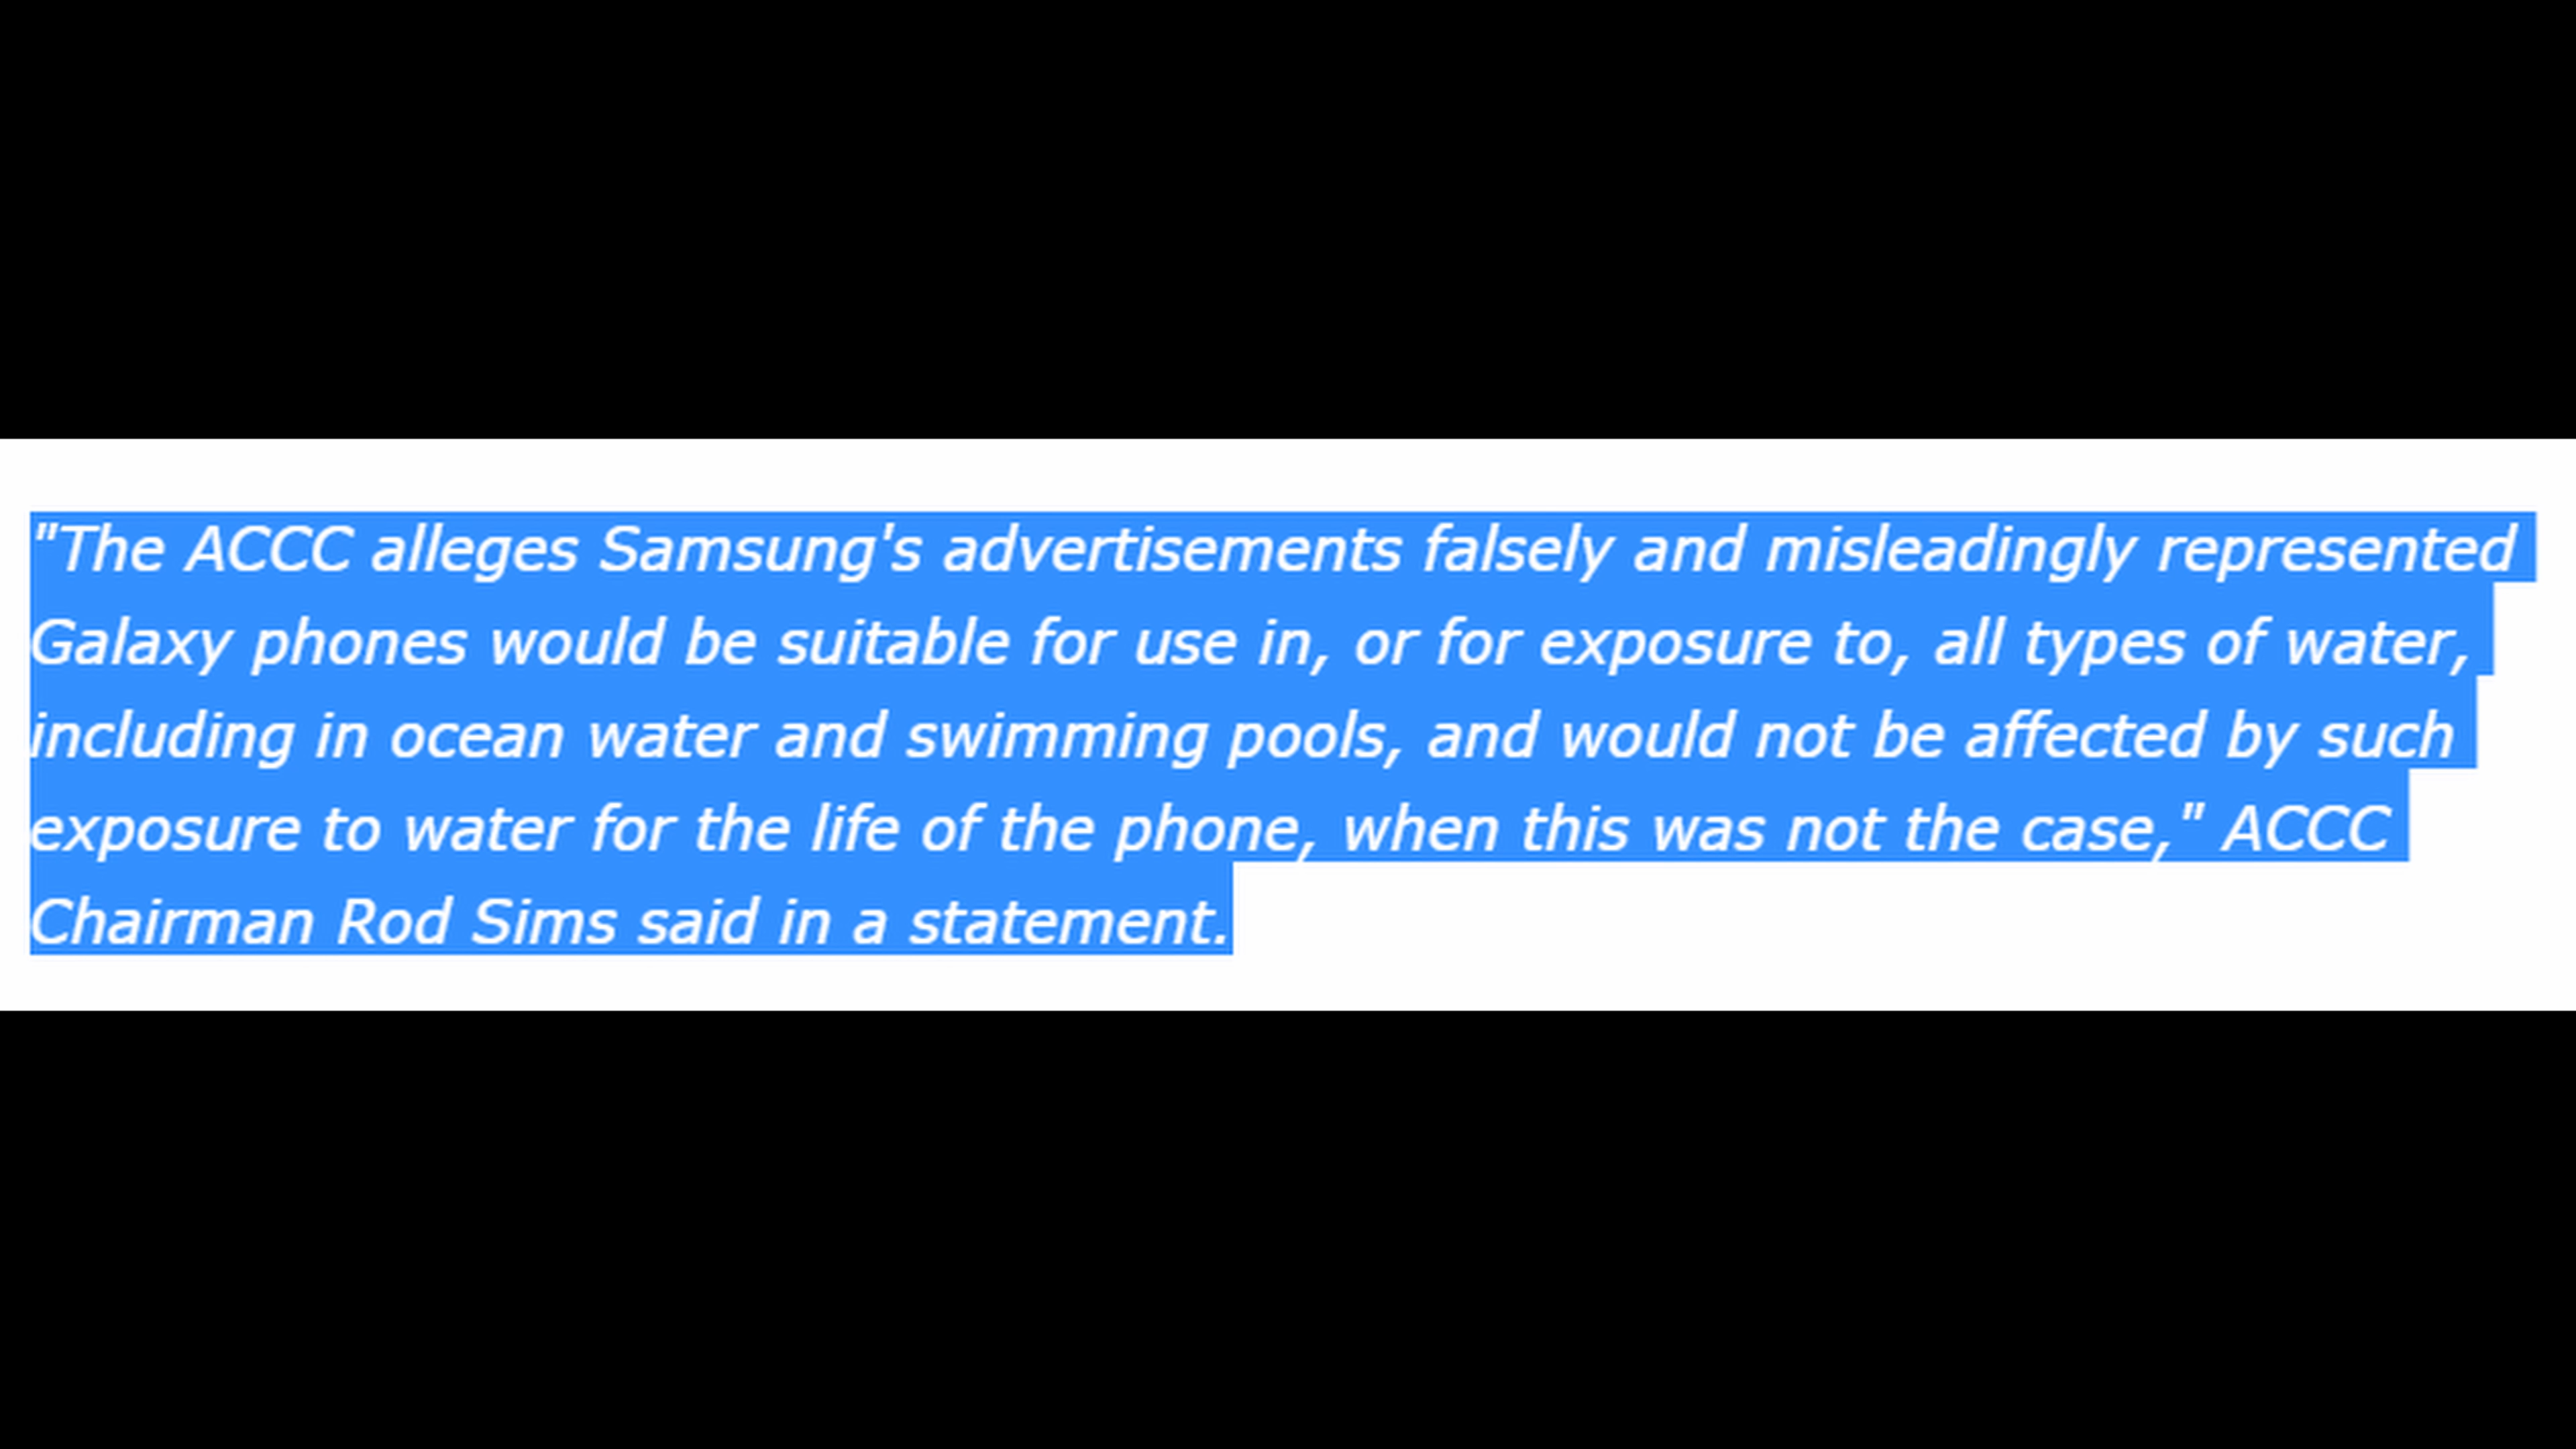 "The ACCC alleges Samsung's advertisements falsely and misleadingly represented
Galaxy phones would be suitable for use in, or for exposure to, all types of water,
including in ocean water and swimming pools, and would not be affected by such
exposure to water for the life of the phone, when this was not the case," ACCC
Chairman Rod Sims said in a statement.